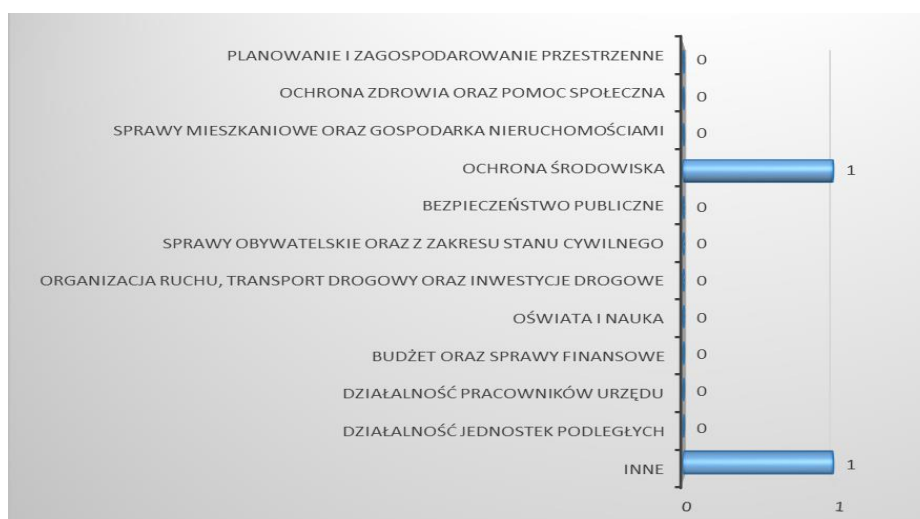 PLANOWANIE I ZAGOSPODAROWANIE PRZESTRZENNE 0
OCHRONA ZDROWIA ORAZ POMOC SPOŁECZNA 0
SPRAWY MIESZKANIOWE ORAZ GOSPODARKA NIERUCHOMOŚCIAMI 0
OCHRONA ŚRODOWISKA 1
BEZPIECZEŃSTWO PUBLICZNE 0
SPRAWY OBYWATELSKIE ORAZ Z ZAKRESU STANU CYWILNEGO 0
ORGANIZACJA RUCHU, TRANSPORT DROGOWY ORAZ INWESTYCJE DROGOWE 0
OŚWIATA I NAUKA 0
BUDŻET ORAZ SPRAWY FINANSOWE 0
DZIAŁALNOŚĆ PRACOWNIKÓW URZĘDU 0
DZIAŁALNOŚĆ JEDNOSTEK PODLEGŁYCH 0
INNE 1
0 1